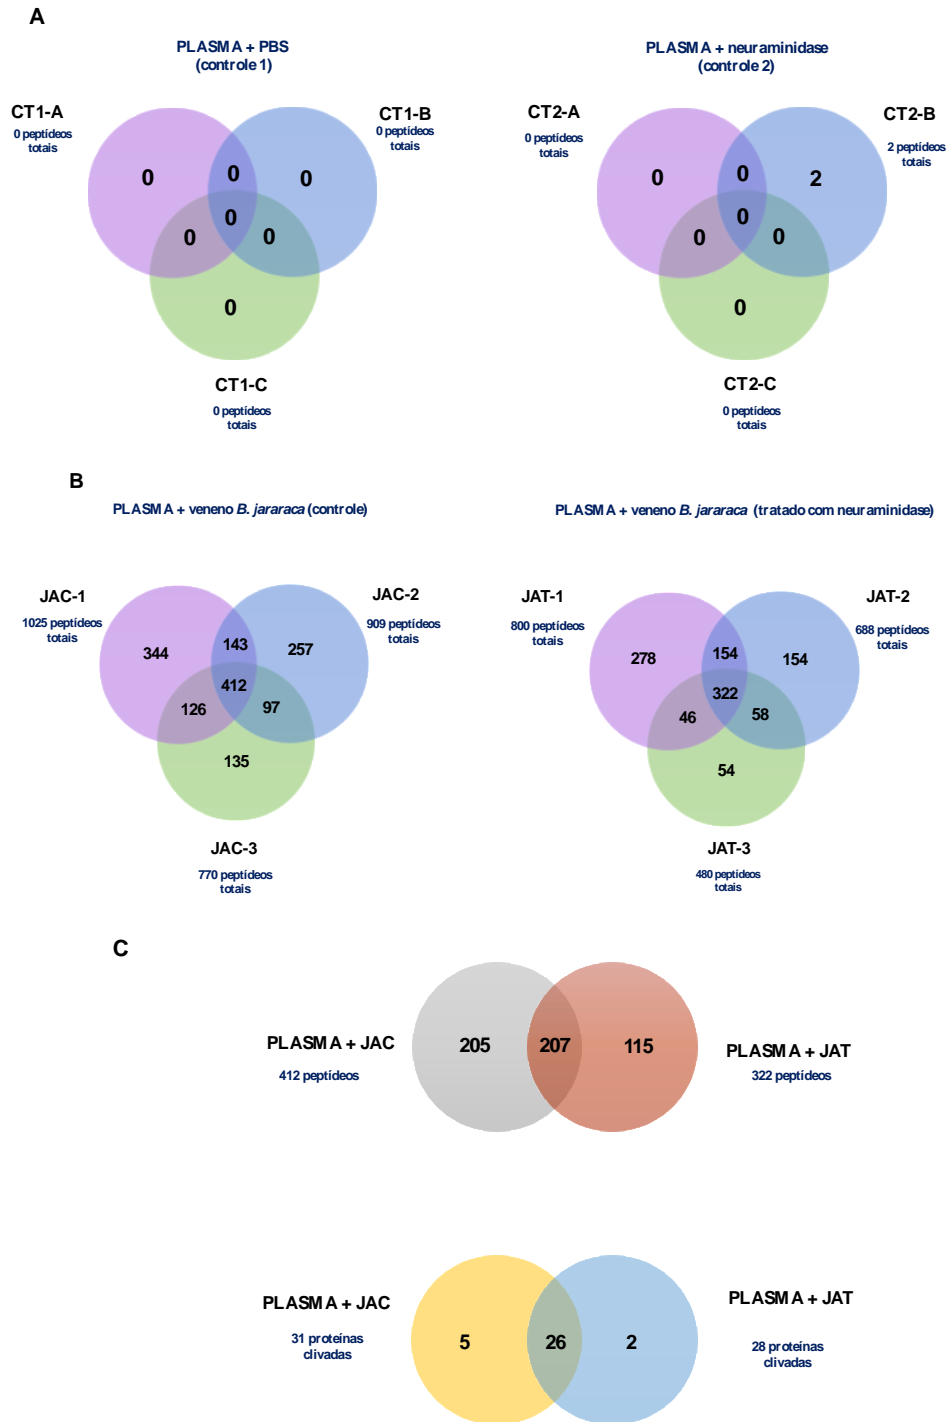 A
PLASMA + PBS
(controle 1)
PLASMA + neuraminidase
(controle 2)
CT1-A
0 peptídeos
totais
CT1-B
0 peptídeos
totais
0
0
0
0
0
0
0
CT1-C
0 peptídeos
totais
CT2-A
0 peptídeos
totais
CT2-B
2 peptídeos
totais
0
0
2
0
0
0
0
CT2-C
0 peptídeos
totais
B
PLASMA + veneno B. jararaca (controle)
PLASMA + veneno B. jararaca (tratado com neuraminidase)
JAC-1
1025 peptídeos
totais
JAC-2
909 peptídeos
totais
344
143
257
412
126
97
135
JAC-3
770 peptídeos
totais
JAT-1
800 peptídeos
totais
JAT-2
688 peptídeos
totais
278
154
154
322
46
58
54
JAT-3
480 peptídeos
totais
C
PLASMA + JAC
412 peptídeos
205
207
115
PLASMA + JAT
322 peptídeos
PLASMA + JAC
31 proteínas
clivadas
5
26
2
PLASMA + JAT
28 proteínas
clivadas